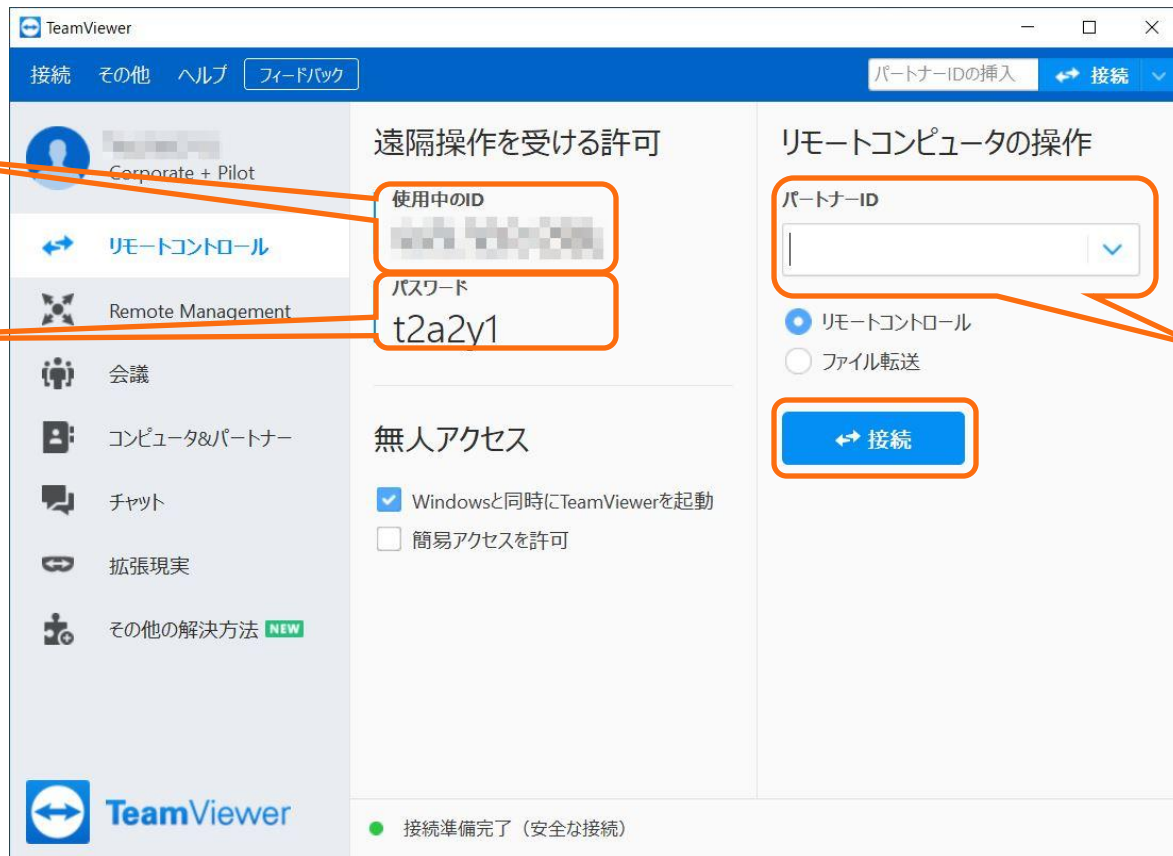 TeamViewer
接続 その他 ヘルプ フィードバック
パートナーIDの挿入 接続
Corporate + Pilot
リモートコントロール
Remote Management
会議
コンピュータ&パートナー
チャット
拡張現実
その他の解決方法 NEW
TeamViewer
遠隔操作を受ける許可
使用中のID
パスワード
t2a2y1
無人アクセス
Windowsと同時にTeamViewerを起動
簡易アクセスを許可
リモートコンピュータの操作
パートナーID
リモートコントロール
ファイル転送
接続
接続準備完了（安全な接続）